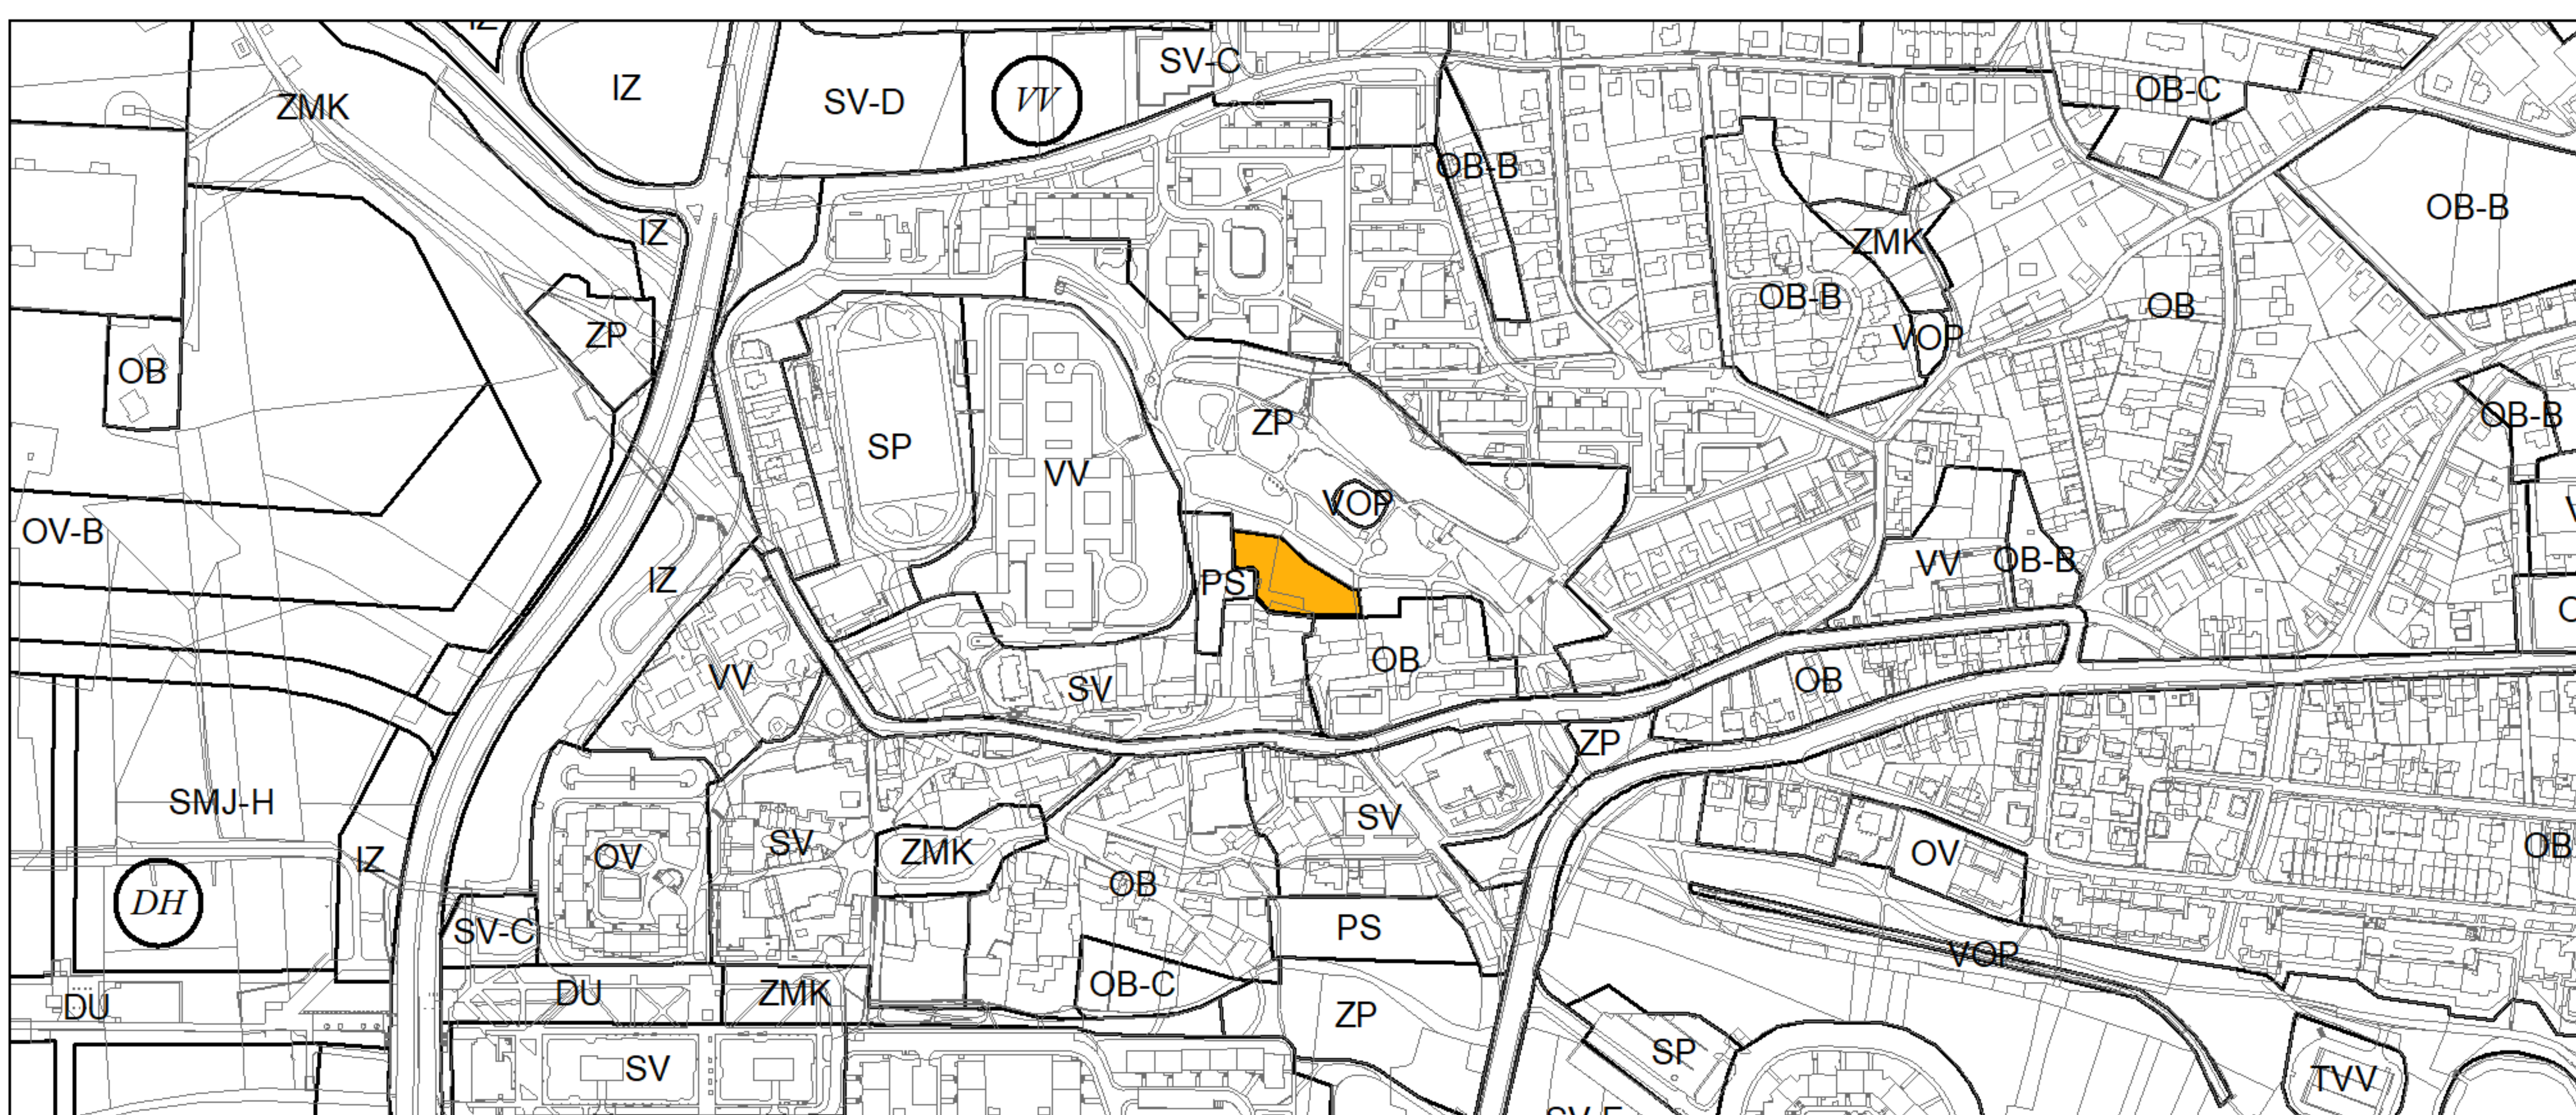 IZ
SV-C
IZ
OB-C
SV-D
VV
ZMK
OB-B
OB-B
IZ
ZMK
OB-B
OB
ZP
VOP
OB
ZP
OB-B
SP
VV
VOP
OV-B
VV
OB-B
IZ
PS
VV
OB
SV
OB
ZP
SMJ-H
SV
SV
OV
ZMK
OV
OB
IZ
OB
DH
PS
SV-C
VOP
OB-C
DU
ZMK
DU
ZP
SP
SV
TVV